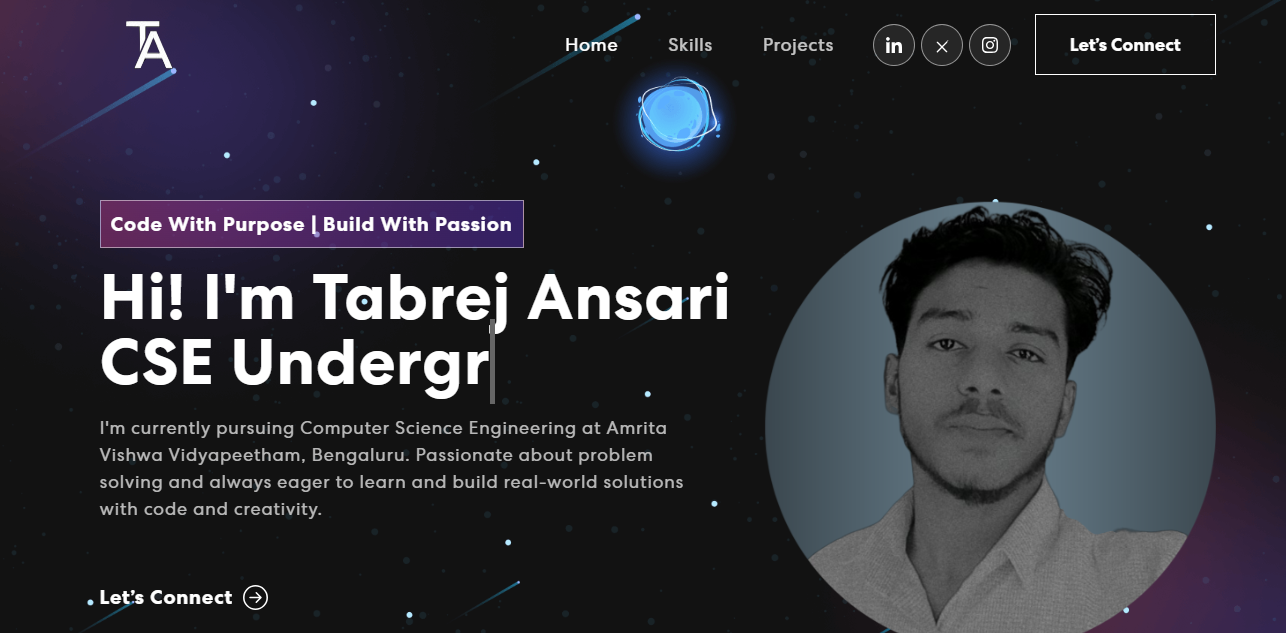 TA
Home
Skills
Projects
in
Let's Connect
Code With Purpose | Build With Passion
Hi! I'm Tabrej Ansari
CSE Undergr
I'm currently pursuing Computer Science Engineering at Amrita
Vishwa Vidyapeetham, Bengaluru. Passionate about problem
solving and always eager to learn and build real-world solutions
with code and creativity.
Let's Connect